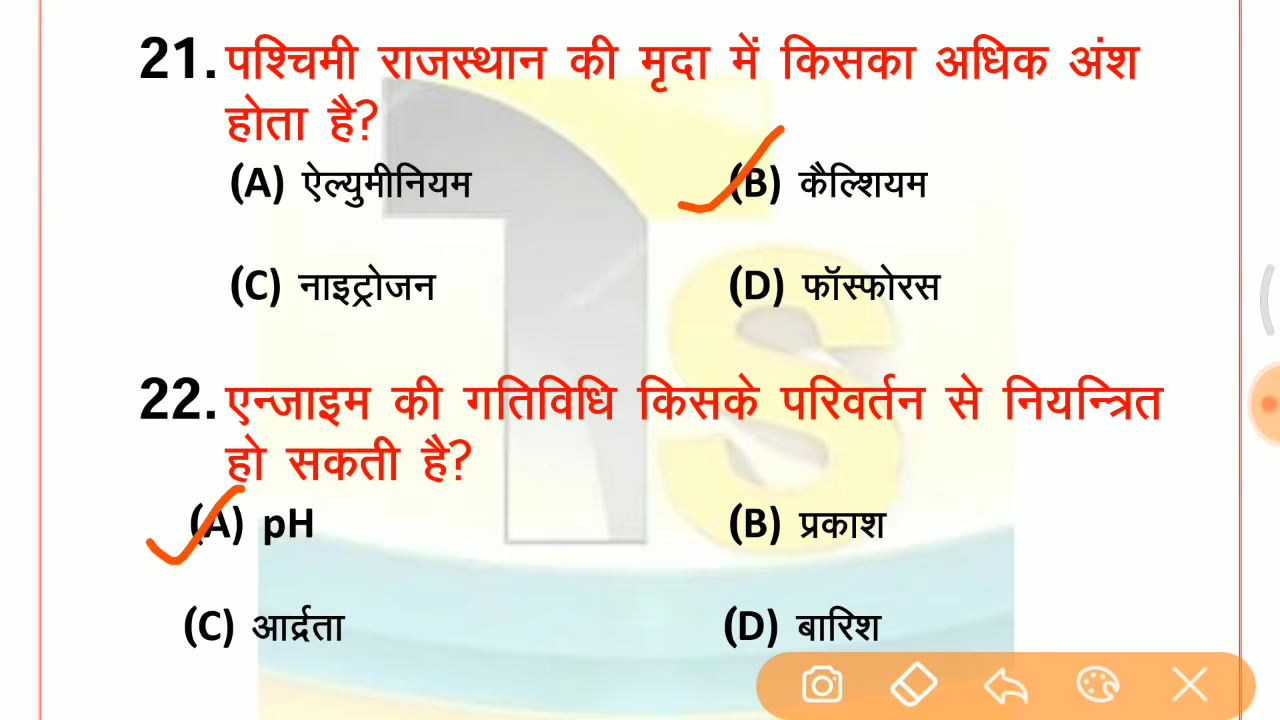 21. पश्चिमी राजस्थान की मृदा में किसका अधिक अंश
होता है?
(A) ऐल्युमीनियम (B) कैल्शियम
(C) नाइट्रोजन (D) फॉस्फोरस
22. एन्जाइम की गतिविधि किसके परिवर्तन से नियन्त्रित
हो सकती है?
(A) pH (B) प्रकाश
(C) आर्द्रता (D) बारिश